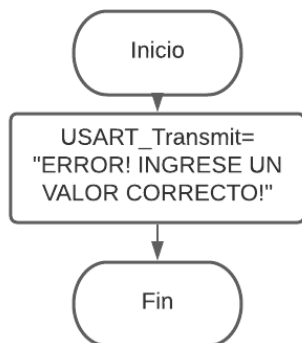 Inicio
USART_Transmit=
"ERROR! INGRESE UN
VALOR CORRECTO!"
Fin